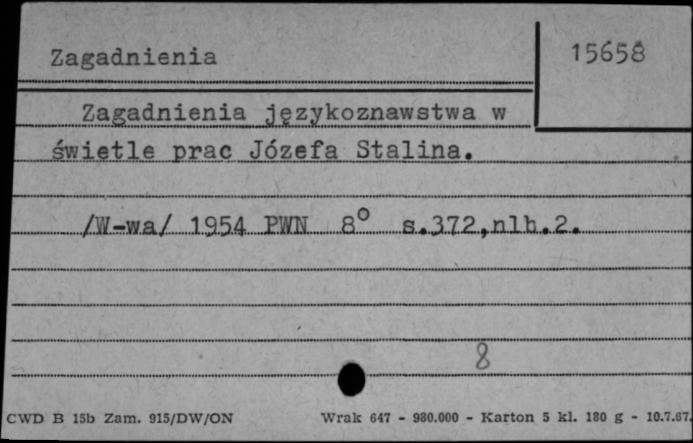 Zagadnienia
15658
Zagadnienia językoznawstwa w
świetle prac Józefa Stalina.
/W-wa/ 1954 PWN 8° s.372,nlb.2.
8
CWD B 15b Zam. 915/DW/ON Wrak 647 - 980.000 - Karton 5 kl. 180 g - 10.7.67.